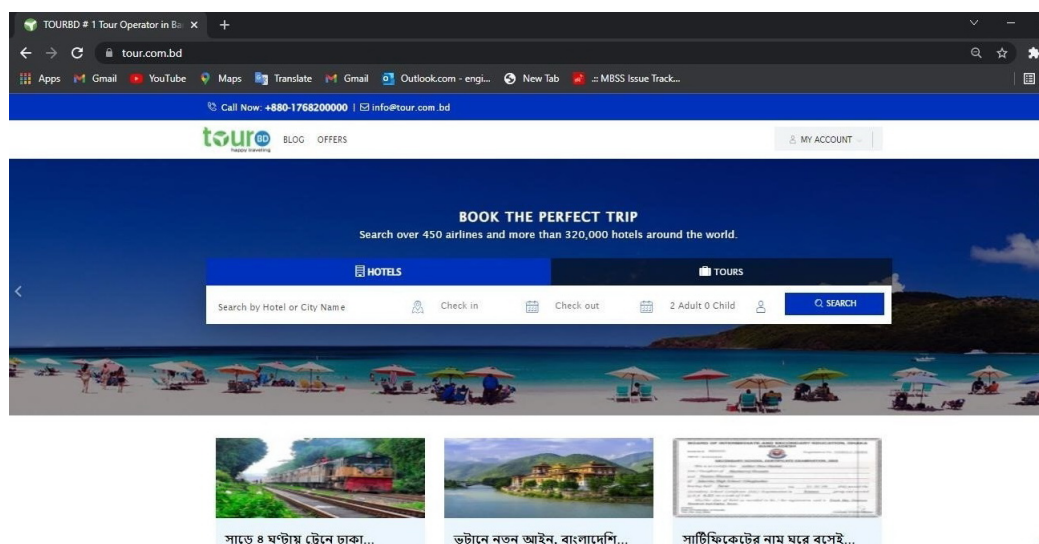 TOURBD # 1 Tour Operator in Ba
tour.com.bd
Apps Gmail YouTube Maps Translate Gmail Outlook.com - engi... New Tab .:: MBSS Issue Track...
Call Now: +880-1768200000 | info@tour.com.bd
tour BD BLOG OFFERS MY ACCOUNT
happy travelling
BOOK THE PERFECT TRIP
Search over 450 airlines and more than 320,000 hotels around the world.
HOTELS TOURS
Search by Hotel or City Name Check in Check out 2 Adult 0 Child SEARCH
সাড়ে ৪ ঘণ্টায় ট্রেনে ঢাকা... ভুটানে নতুন আইন, বাংলাদেশি... সার্টিফিকেটের নাম ঘরে বসেই...